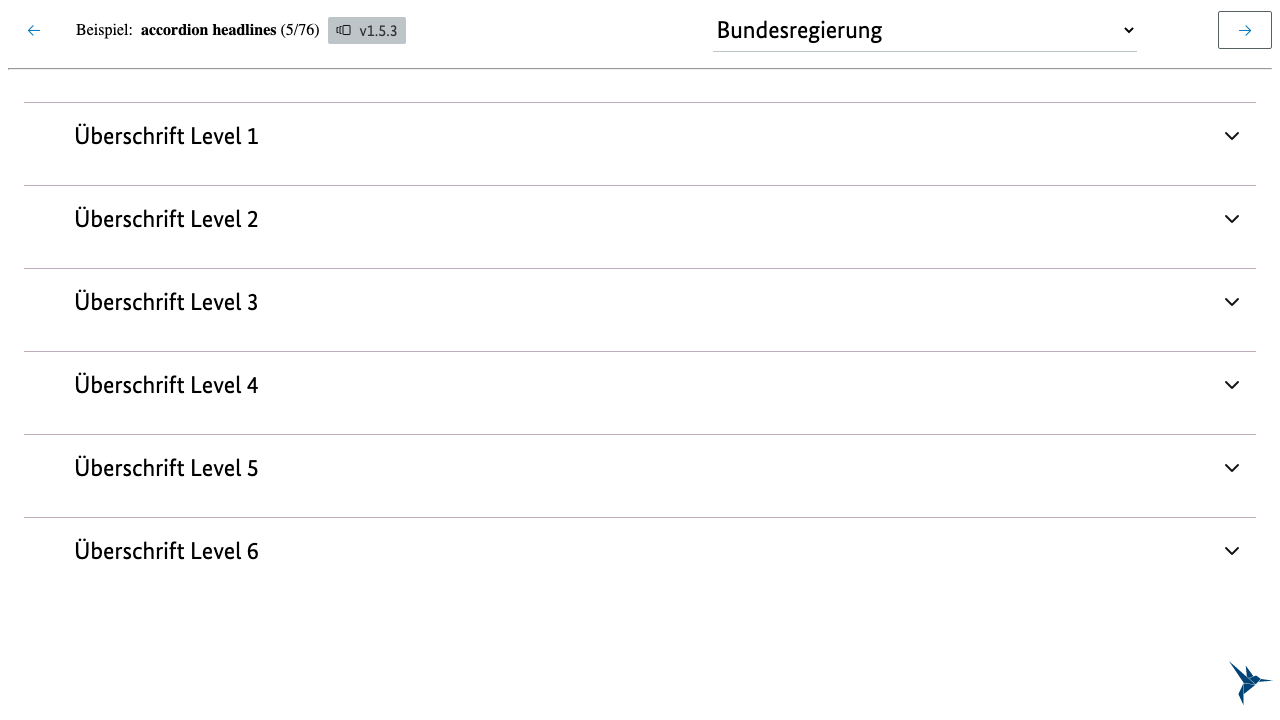 Beispiel: accordion headlines (5/76) v1.5.3
Bundesregierung
Überschrift Level 1
Überschrift Level 2
Überschrift Level 3
Überschrift Level 4
Überschrift Level 5
Überschrift Level 6